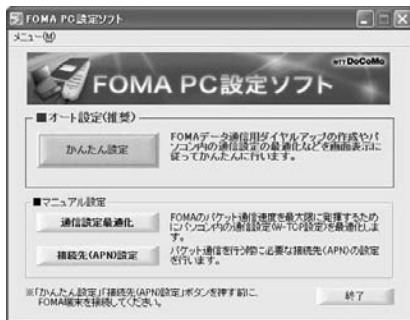 FOMA PC設定ソフト
メニュー(M)
NTT DoCoMo
FOMA PC設定ソフト
■オート設定(推奨)
かんたん設定
FOMAデータ通信用ダイヤルアップの作成やパ
ソコン内の通信設定の最適化などを画面表示に
従ってかんたんに行います。
■マニュアル設定
通信設定最適化
FOMAのパケット通信速度を最大限に発揮するため
にパソコン内の通信設定(W-TCP設定)を最適化しま
す。
接続先(APN)設定
パケット通信を行う際に必要な接続先(APN)の設定
を行います。
※「かんたん設定」「接続先(APN)設定」ボタンを押す前に、
FOMA端末を接続してください。
終了